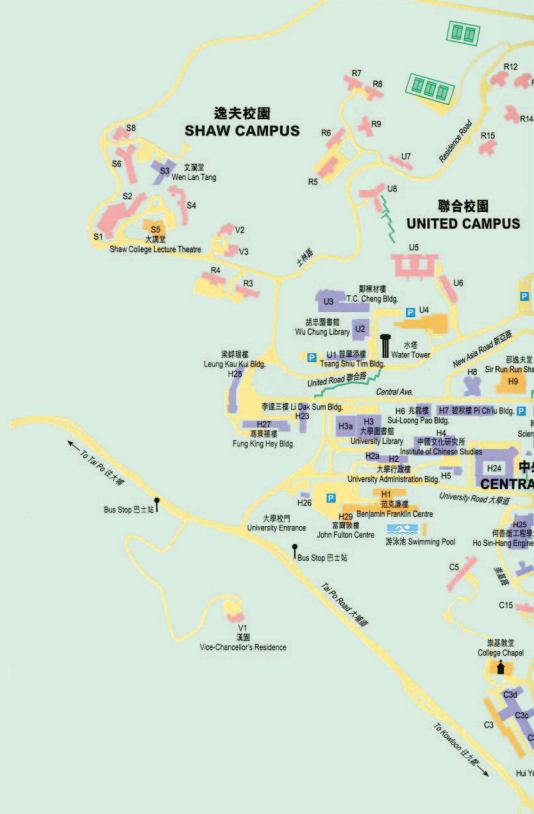 R12
R7
R8
R14
逸夫校園
SHAW CAMPUS
R9
R6
R15
Residence Road
S8
U7
S6
S3
文瀾堂
Wen Lan Tang
R5
U8
S2
S4
聯合校園
UNITED CAMPUS
S1
S5
大講堂
Shaw College Lecture Theatre
V2
V3
士林路
U5
R4
R3
U6
鄭棟材樓
T.C. Cheng Bldg.
U3
P
U4
P
胡忠圖書館
Wu Chung Library
U2
水塔
Water Tower
New Asia Road 新亞路
梁銶琚樓
Leung Kau Kui Bldg.
H28
P
U1
曾肇添樓
Tsang Shiu Tim Bldg.
邵逸夫堂
Sir Run Run Sha
H8
H9
United Road 聯合路
Central Ave.
李達三樓 Li Dak Sum Bldg.
H23
H6 兆龍樓
Sui-Loong Pao Bldg.
H7 碧秋樓 Pi Ch'iu Bldg.
P
H27
馮景禧樓
Fung King Hey Bldg.
H3a
H3
大學圖書館
University Library
H4
中國文化研究所
Institute of Chinese Studies
Scien
H2a
H2
大學行政樓
University Administration Bldg.
H5
H24
中央
CENTRA
To Tai Po 往大埔
University Road 大學道
Bus Stop 巴士站
H26
P
H1
范克廉樓
Benjamin Franklin Centre
大學校門
University Entrance
H29
富爾敦樓
John Fulton Centre
游泳池 Swimming Pool
H25
何善衡工程學
Ho Sin-Hang Engine
Bus Stop 巴士站
C5
崇基路
Tai Po Road 大埔道
C15
V1
漢園
Vice-Chancellor's Residence
崇基教堂
College Chapel
C3d
C3c
C3
To Kowloon 往九龍
Hui Ye